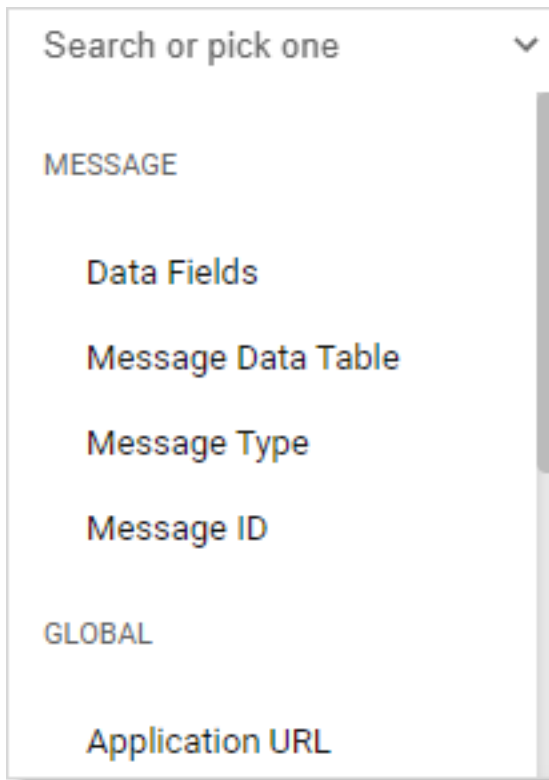 Search or pick one
MESSAGE
Data Fields
Message Data Table
Message Type
Message ID
GLOBAL
Application URL